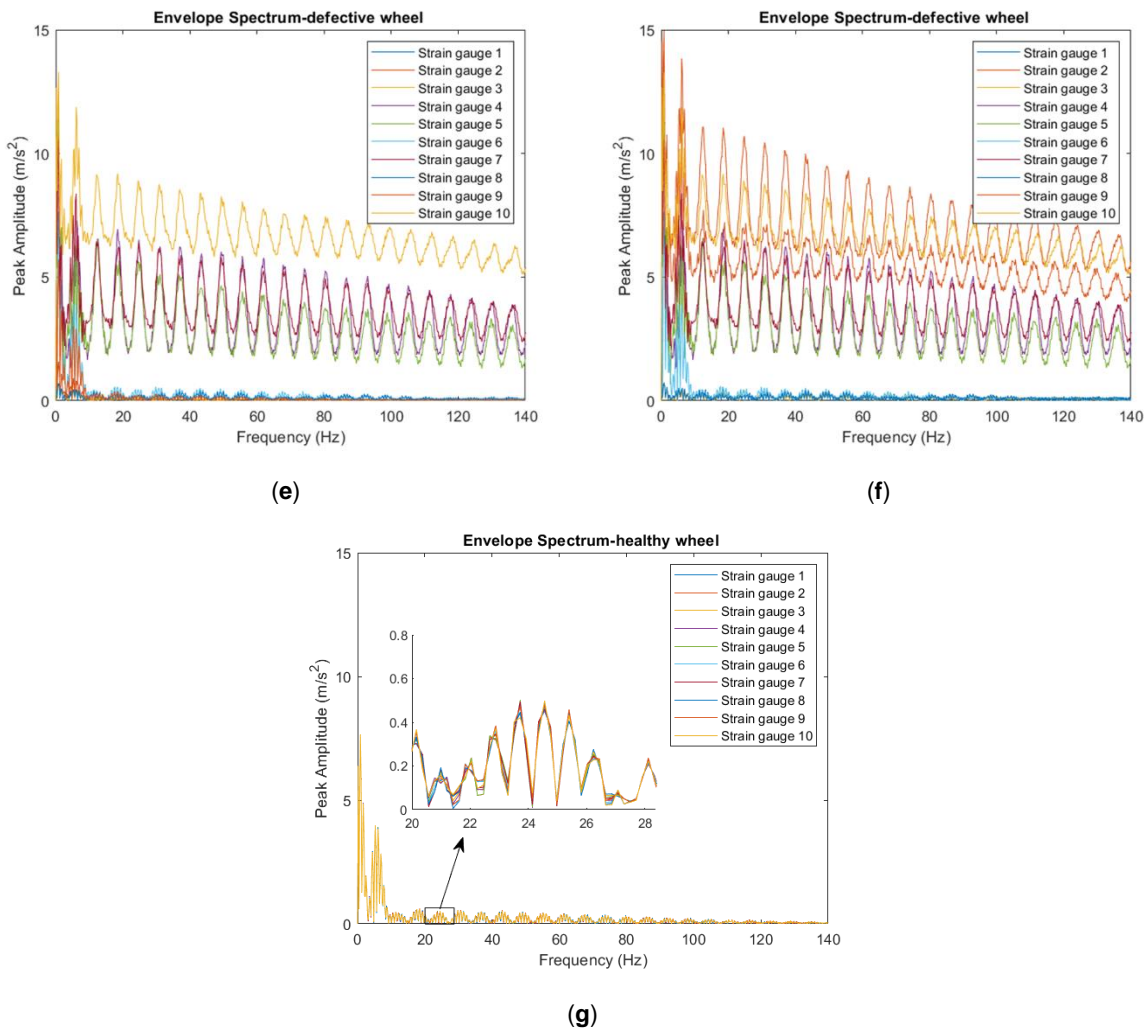 Envelope Spectrum-defective wheel
15
10
5
0
Peak Amplitude (m/s²)
Strain gauge 1
Strain gauge 2
Strain gauge 3
Strain gauge 4
Strain gauge 5
Strain gauge 6
Strain gauge 7
Strain gauge 8
Strain gauge 9
Strain gauge 10
0 20 40 60 80 100 120 140
Frequency (Hz)
(e)
Envelope Spectrum-defective wheel
15
10
5
0
Peak Amplitude (m/s²)
Strain gauge 1
Strain gauge 2
Strain gauge 3
Strain gauge 4
Strain gauge 5
Strain gauge 6
Strain gauge 7
Strain gauge 8
Strain gauge 9
Strain gauge 10
0 20 40 60 80 100 120 140
Frequency (Hz)
(f)
Envelope Spectrum-healthy wheel
15
10
5
0
Peak Amplitude (m/s²)
Strain gauge 1
Strain gauge 2
Strain gauge 3
Strain gauge 4
Strain gauge 5
Strain gauge 6
Strain gauge 7
Strain gauge 8
Strain gauge 9
Strain gauge 10
0.8
0.6
0.4
0.2
0
20 22 24 26 28
0 20 40 60 80 100 120 140
Frequency (Hz)
(g)